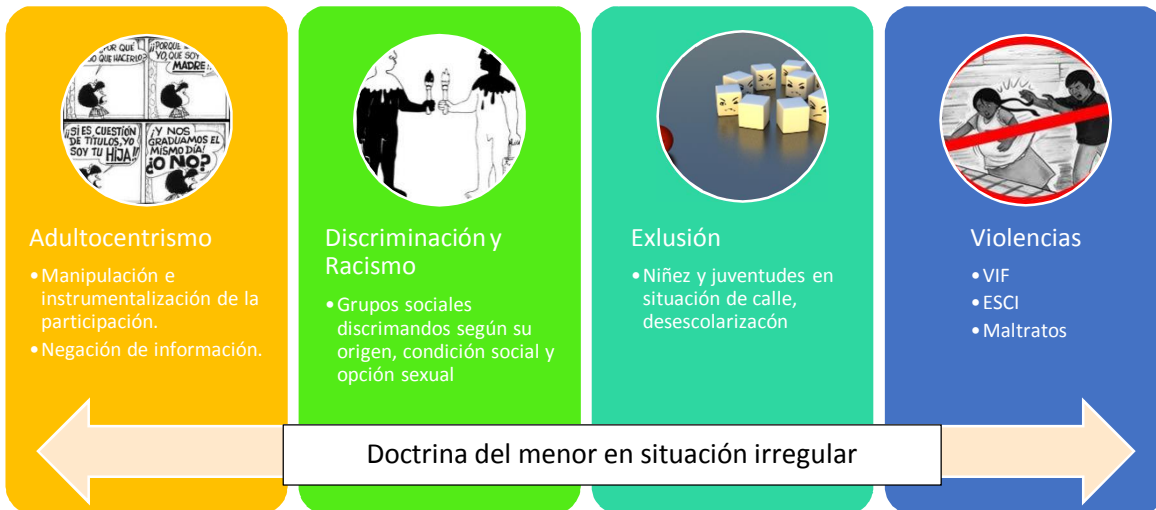 POR QUÉ
QUE HACERLO?
¡¡PORQUE
YO, QUE SOY
MADRE!!
¡¡SI ES CUESTIÓN
DE TÍTULOS, YO
SOY TU HIJA!!
¡Y NOS
GRADUAMOS EL
MISMO DÍA!
¿O NO?
Adultocentrismo
•Manipulación e
instrumentalización de la
participación.
•Negación de información.
Discriminación y
Racismo
•Grupos sociales
discrimandos según su
origen, condición social y
opción sexual
Exlusión
•Niñez y juventudes en
situación de calle,
desescolarizacón
Violencias
•VIF
•ESCI
•Maltratos
Doctrina del menor en situación irregular